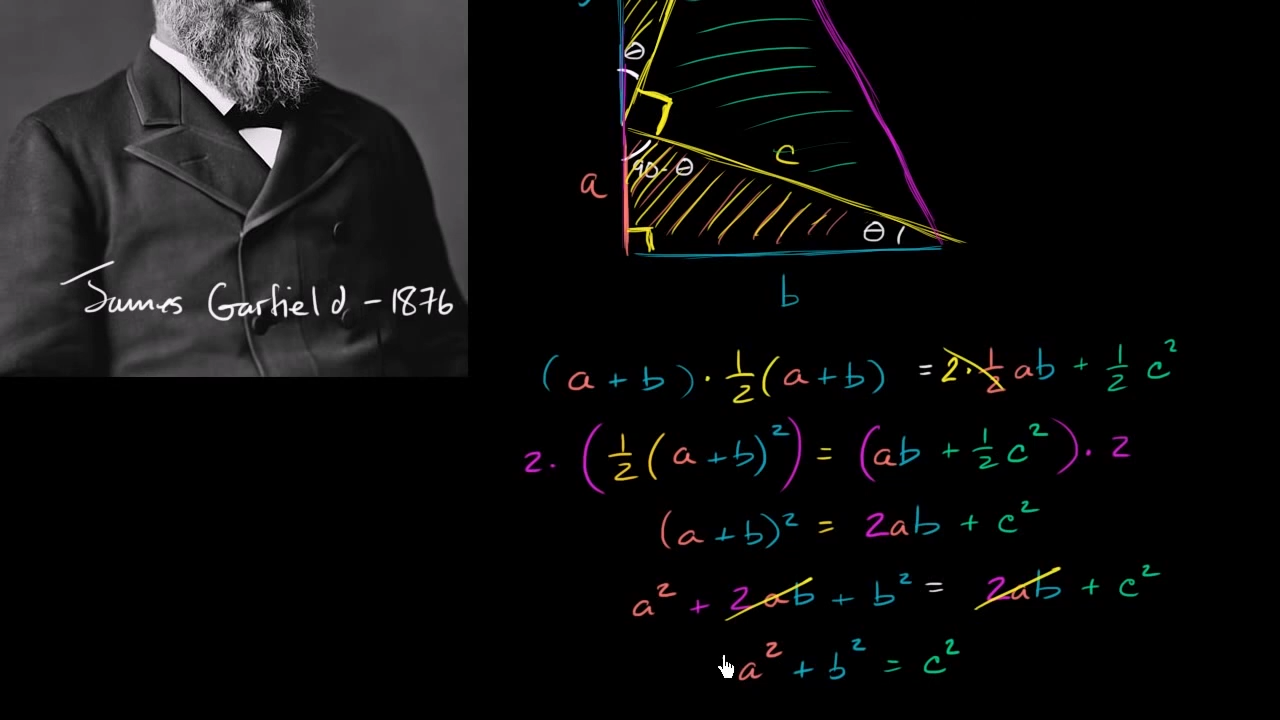 θ
90-θ
c
a
θ
b
James Garfield - 1876
(a + b) · 1/2 (a + b) = 2 · 1/2 ab + 1/2 c²
2 · (1/2 (a + b)²) = (ab + 1/2 c²) · 2
(a + b)² = 2ab + c²
a² + 2ab + b² = 2ab + c²
a² + b² = c²